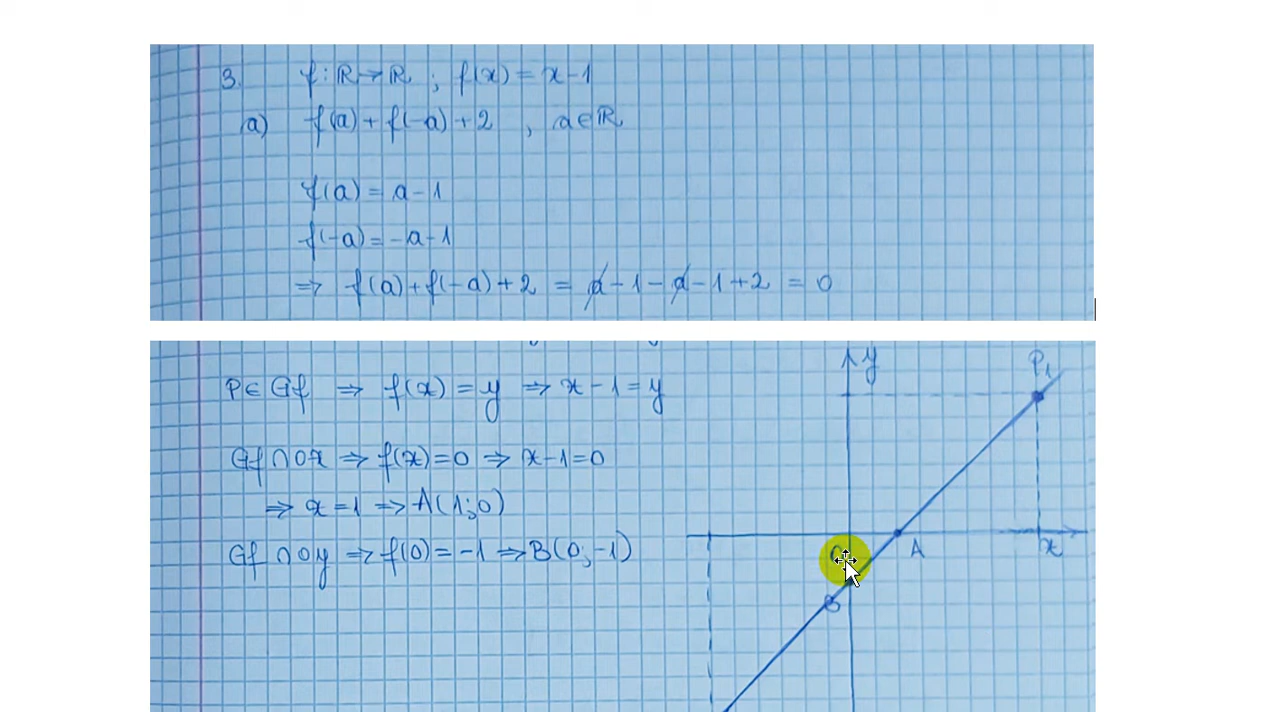 3. f:ℝ→ℝ ; f(x) = x-1
a) f(a)+f(-a)+2 , a∈ℝ
f(a) = a-1
f(-a) = -a-1
⇒ f(a)+f(-a)+2 = a-1-a-1+2 = 0
P∈Gf ⇒ f(x) = y ⇒ x-1 = y
Gf∩Ox ⇒ f(x)=0 ⇒ x-1=0
⇒ x=1 ⇒ A(1;0)
Gf∩Oy ⇒ f(0) = -1 ⇒ B(0;-1)
y
P1
A
x
B